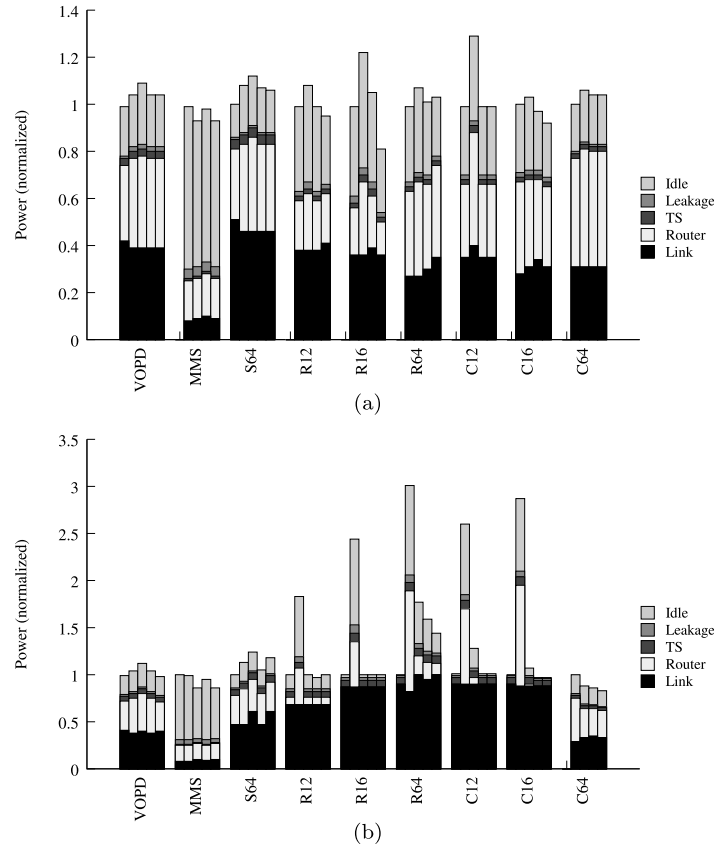 1.4
1.2
1
0.8
0.6
0.4
0.2
0
Power (normalized)
Idle
Leakage
TS
Router
Link
VOPD
MMS
S64
R12
R16
R64
C12
C16
C64
(a)
3.5
3
2.5
2
1.5
1
0.5
0
Power (normalized)
Idle
Leakage
TS
Router
Link
VOPD
MMS
S64
R12
R16
R64
C12
C16
C64
(b)